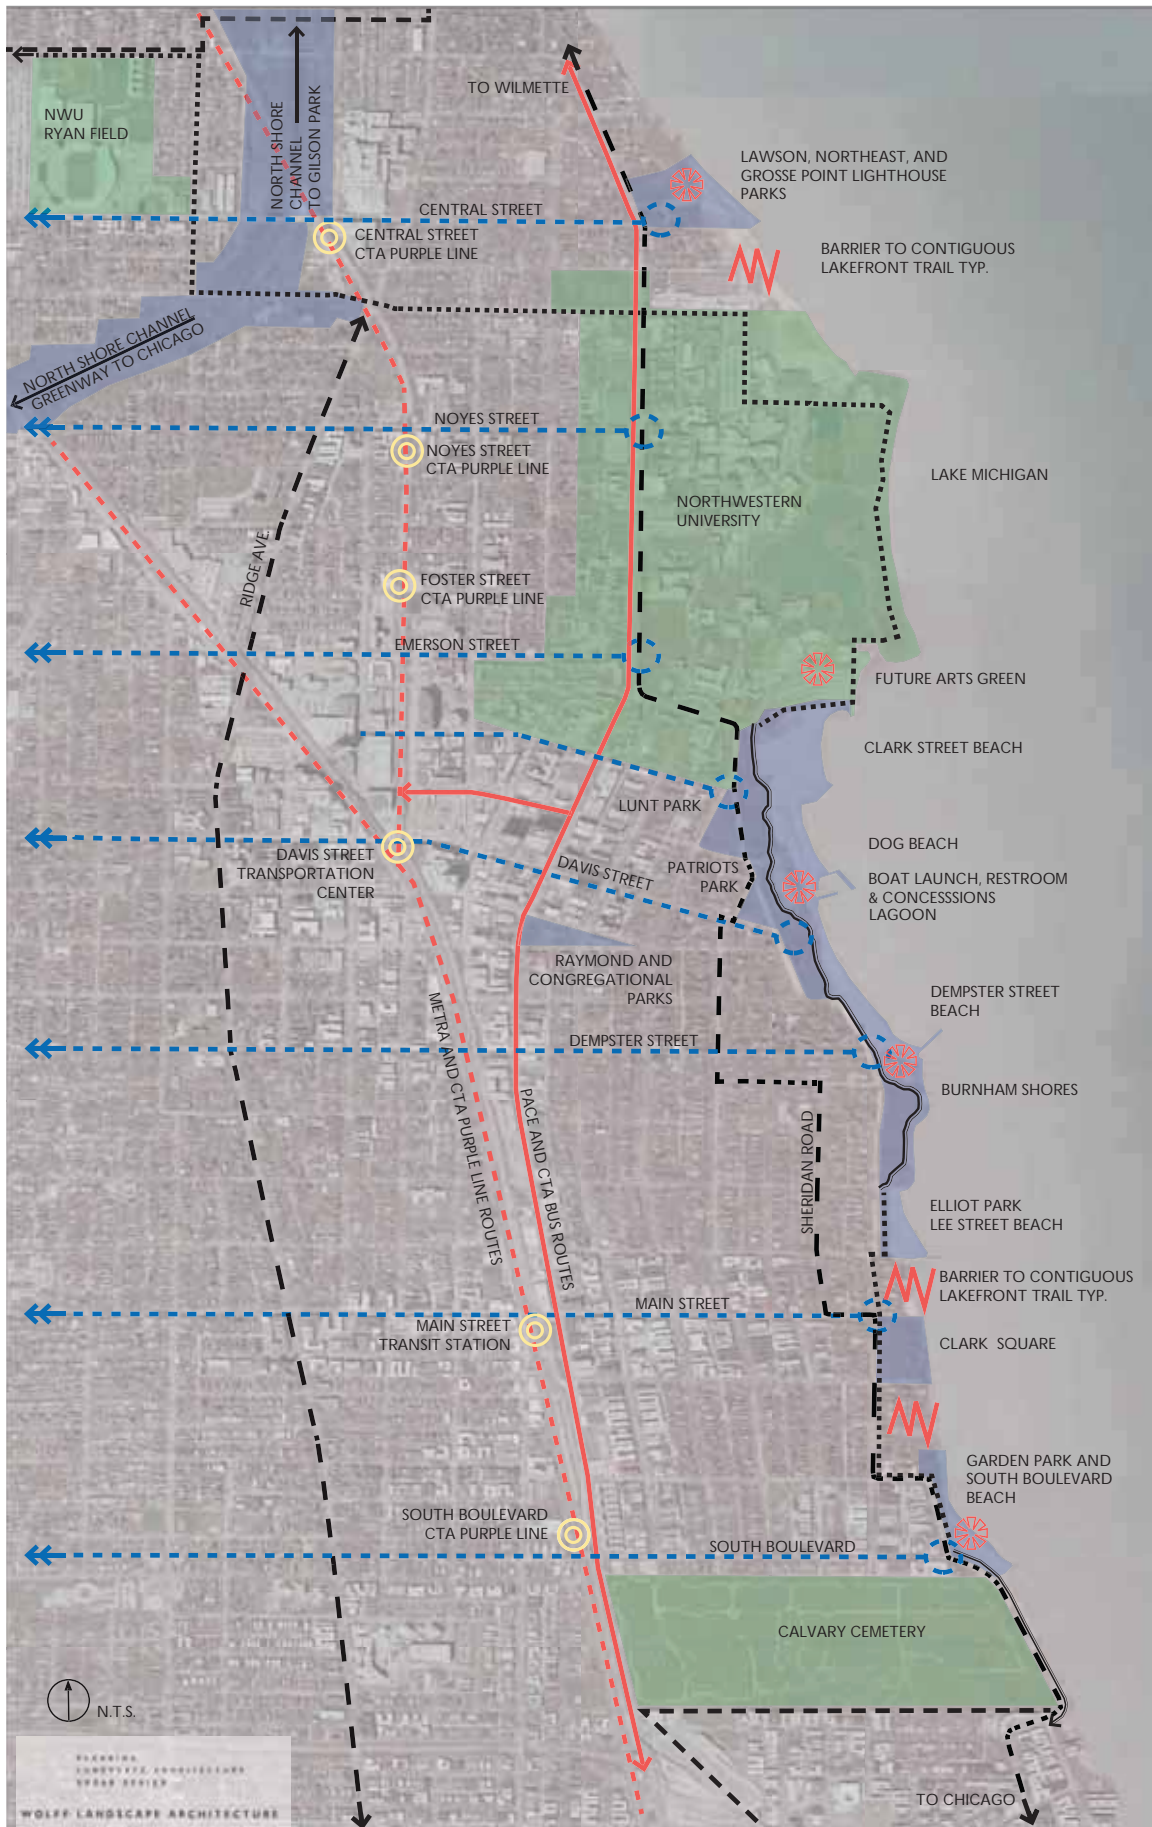 TO WILMETTE
NWU
RYAN FIELD
NORTH SHORE
CHANNEL
TO GILSON PARK
LAWSON, NORTHEAST, AND
GROSSE POINT LIGHTHOUSE
PARKS
CENTRAL STREET
CENTRAL STREET
CTA PURPLE LINE
BARRIER TO CONTIGUOUS
LAKEFRONT TRAIL TYP.
NORTH SHORE CHANNEL
GREENWAY TO CHICAGO
NOYES STREET
NOYES STREET
CTA PURPLE LINE
LAKE MICHIGAN
NORTHWESTERN
UNIVERSITY
RIDGE AVE.
FOSTER STREET
CTA PURPLE LINE
EMERSON STREET
FUTURE ARTS GREEN
CLARK STREET BEACH
LUNT PARK
DAVIS STREET
TRANSPORTATION
CENTER
DAVIS STREET
PATRIOTS
PARK
DOG BEACH
BOAT LAUNCH, RESTROOM
& CONCESSSIONS
LAGOON
RAYMOND AND
CONGREGATIONAL
PARKS
DEMPSTER STREET
BEACH
DEMPSTER STREET
BURNHAM SHORES
METRA AND CTA PURPLE LINE ROUTES
PACE AND CTA BUS ROUTES
SHERIDAN ROAD
ELLIOT PARK
LEE STREET BEACH
BARRIER TO CONTIGUOUS
LAKEFRONT TRAIL TYP.
MAIN STREET
MAIN STREET
TRANSIT STATION
CLARK SQUARE
GARDEN PARK AND
SOUTH BOULEVARD
BEACH
SOUTH BOULEVARD
CTA PURPLE LINE
SOUTH BOULEVARD
CALVARY CEMETERY
N.T.S.
PLANNING
LANDSCAPE ARCHITECTURE
URBAN DESIGN
WOLFF LANDSCAPE ARCHITECTURE
TO CHICAGO